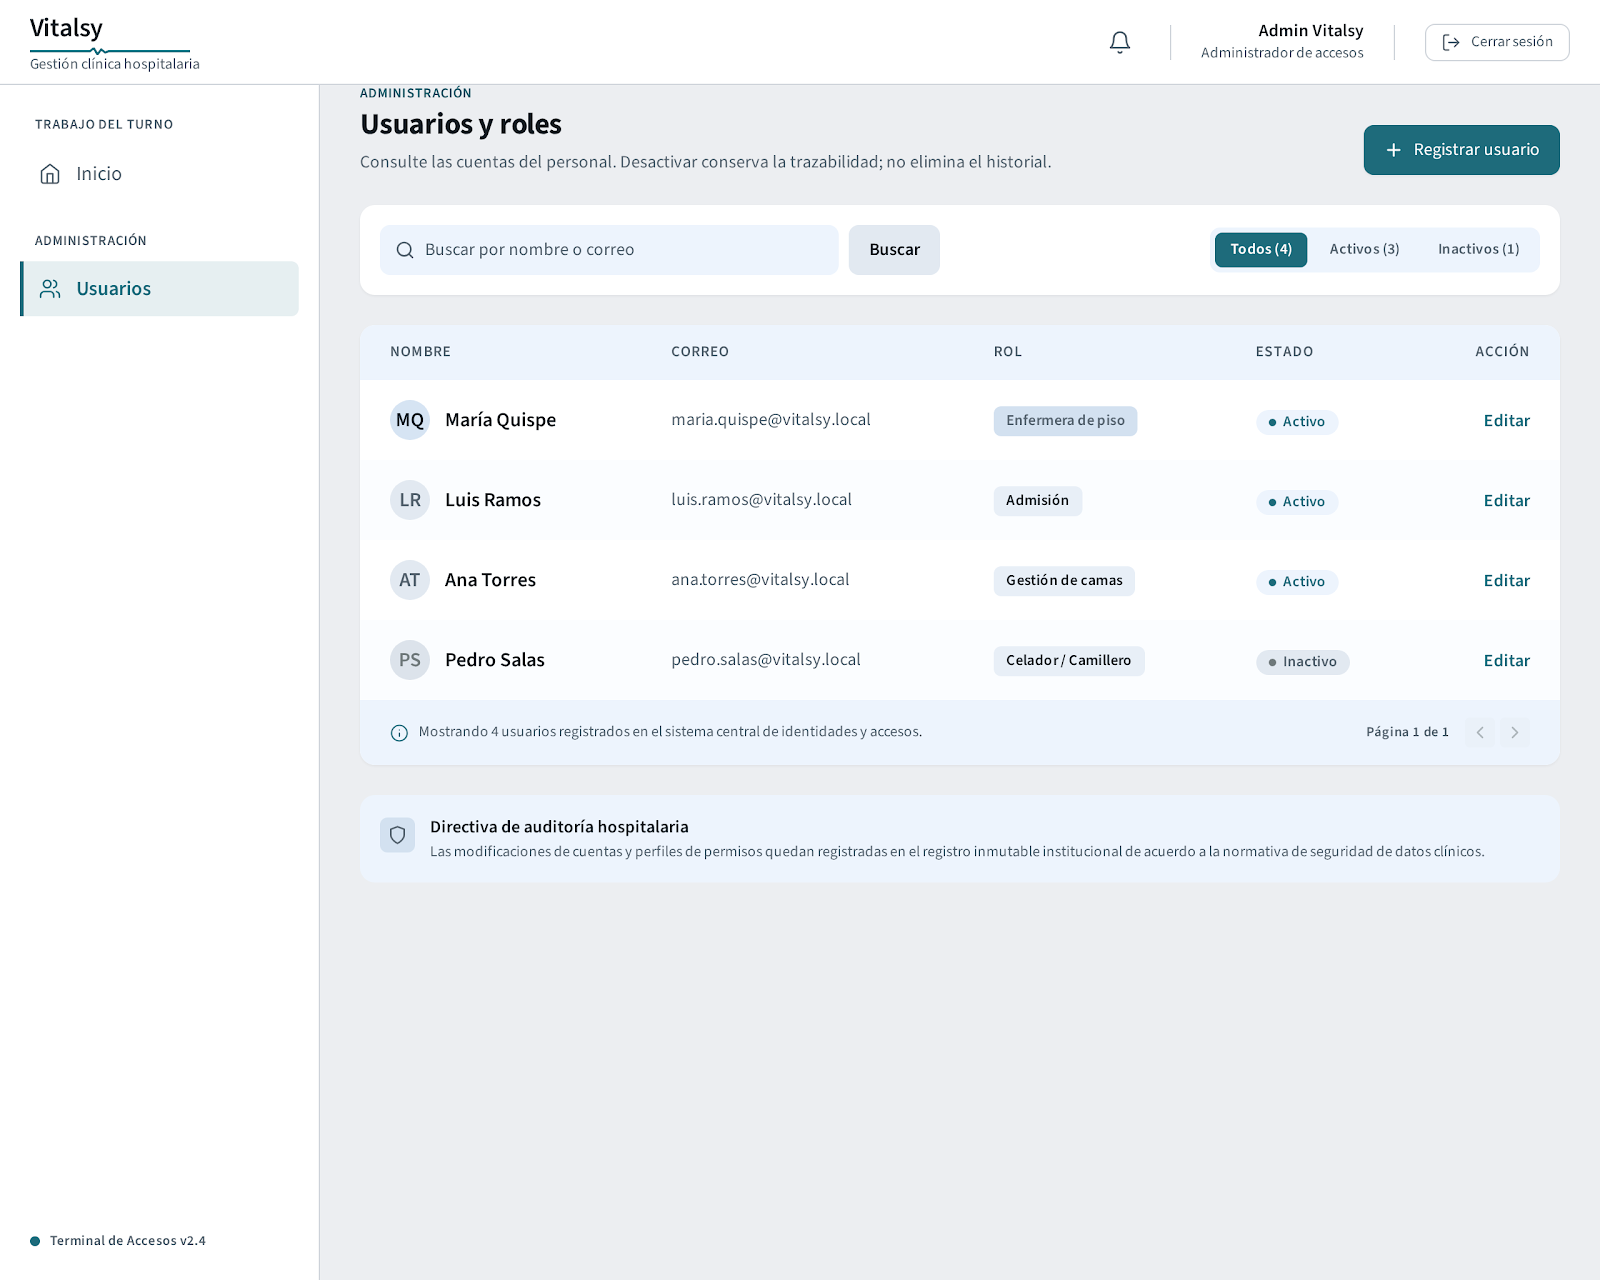 Vitalsy
Gestión clínica hospitalaria
Admin Vitalsy
Administrador de accesos
Cerrar sesión
TRABAJO DEL TURNO
Inicio
ADMINISTRACIÓN
Usuarios
Terminal de Accesos v2.4
ADMINISTRACIÓN
Usuarios y roles
Consulte las cuentas del personal. Desactivar conserva la trazabilidad; no elimina el historial.
Registrar usuario
Buscar por nombre o correo
Buscar
Todos (4)
Activos (3)
Inactivos (1)
NOMBRE CORREO ROL ESTADO ACCIÓN
MQ María Quispe maria.quispe@vitalsy.local Enfermera de piso Activo Editar
LR Luis Ramos luis.ramos@vitalsy.local Admisión Activo Editar
AT Ana Torres ana.torres@vitalsy.local Gestión de camas Activo Editar
PS Pedro Salas pedro.salas@vitalsy.local Celador / Camillero Inactivo Editar
Mostrando 4 usuarios registrados en el sistema central de identidades y accesos.
Página 1 de 1
Directiva de auditoría hospitalaria
Las modificaciones de cuentas y perfiles de permisos quedan registradas en el registro inmutable institucional de acuerdo a la normativa de seguridad de datos clínicos.